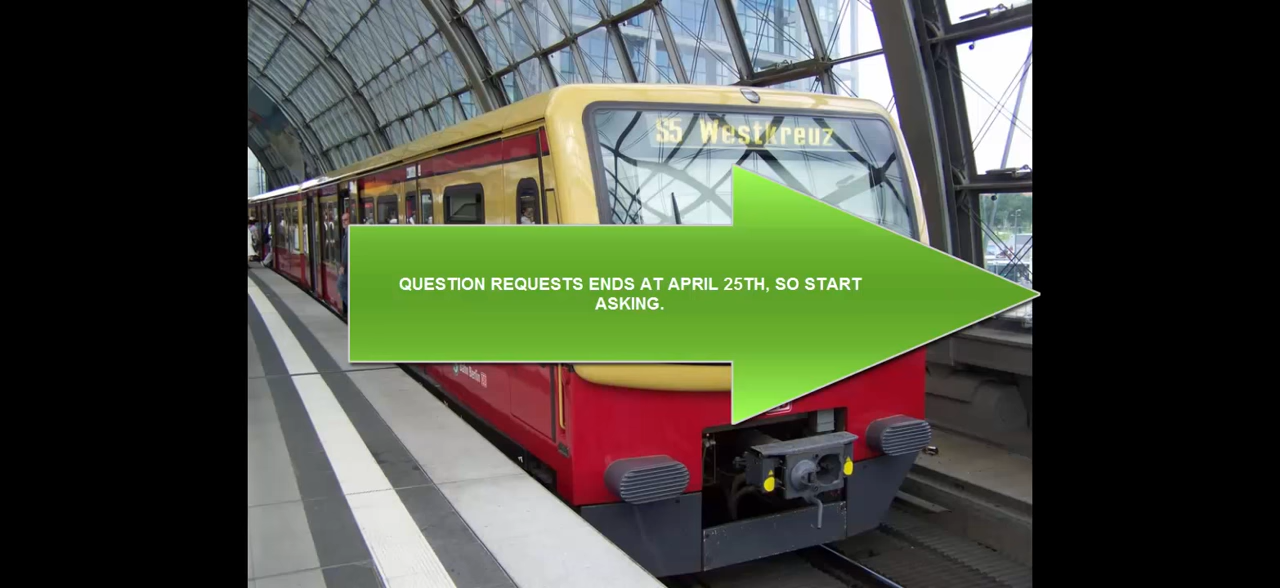 S5 Westkreuz
QUESTION REQUESTS ENDS AT APRIL 25TH, SO START
ASKING.